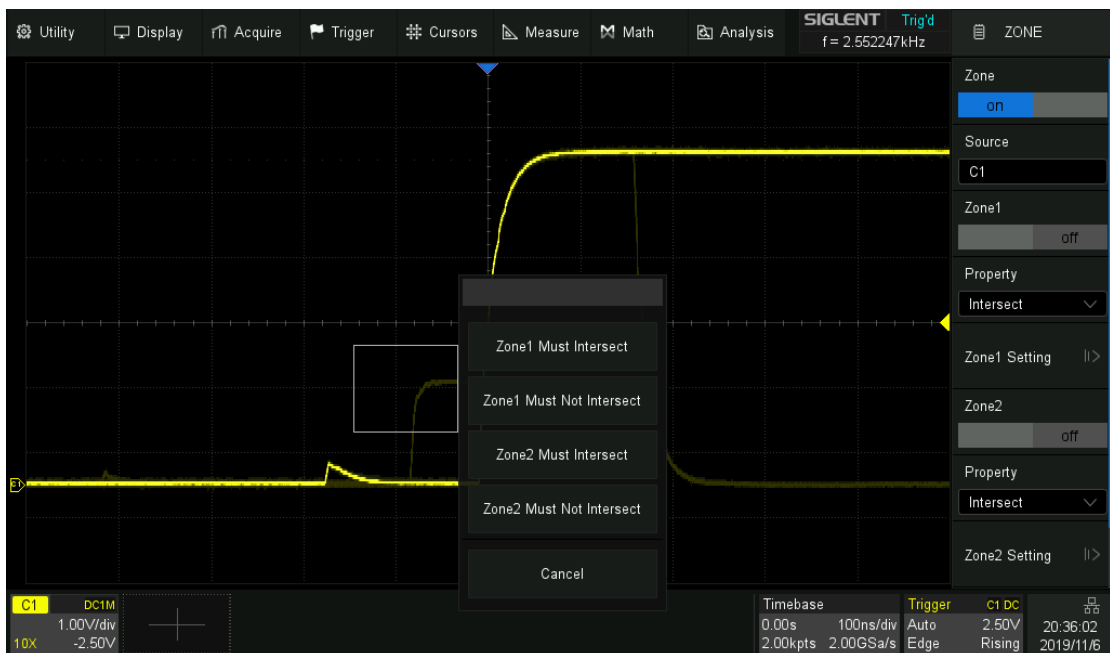 Utility Display Acquire Trigger Cursors Measure Math Analysis SIGLENT Trig'd ZONE
f = 2.552247kHz
Zone
on
Source
C1
Zone1
off
Property
Intersect
Zone1 Setting
Zone2
off
Property
Intersect
Zone2 Setting
Zone1 Must Intersect
Zone1 Must Not Intersect
Zone2 Must Intersect
Zone2 Must Not Intersect
Cancel
C1
C1 DC1M
1.00V/div
10X -2.50V
Timebase
0.00s 100ns/div
2.00kpts 2.00GSa/s
Trigger C1 DC
Auto 2.50V
Edge Rising
20:36:02
2019/11/6